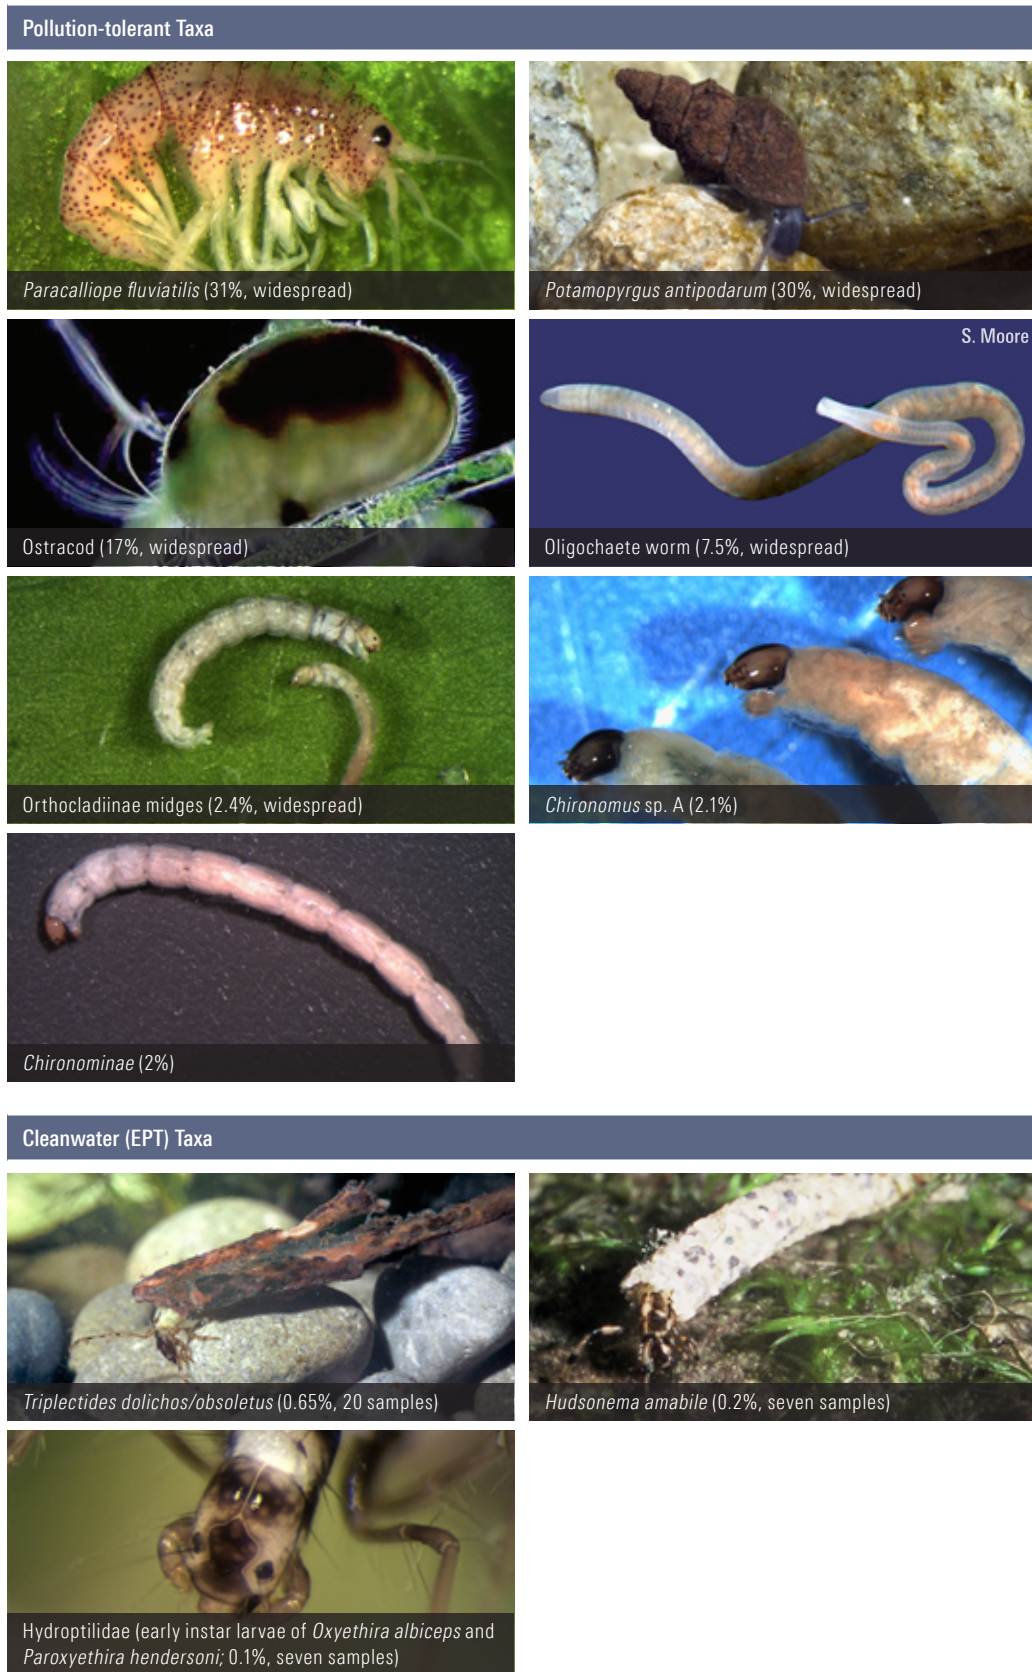 Pollution-tolerant Taxa
Paracalliope fluviatilis (31%, widespread)
Potamopyrgus antipodarum (30%, widespread)
S. Moore
Ostracod (17%, widespread)
Oligochaete worm (7.5%, widespread)
Orthocladiinae midges (2.4%, widespread)
Chironomus sp. A (2.1%)
Chironominae (2%)
Cleanwater (EPT) Taxa
Triplectides dolichos/obsoletus (0.65%, 20 samples)
Hudsonema amabile (0.2%, seven samples)
Hydroptilidae (early instar larvae of Oxyethira albiceps and
Paroxyethira hendersoni; 0.1%, seven samples)